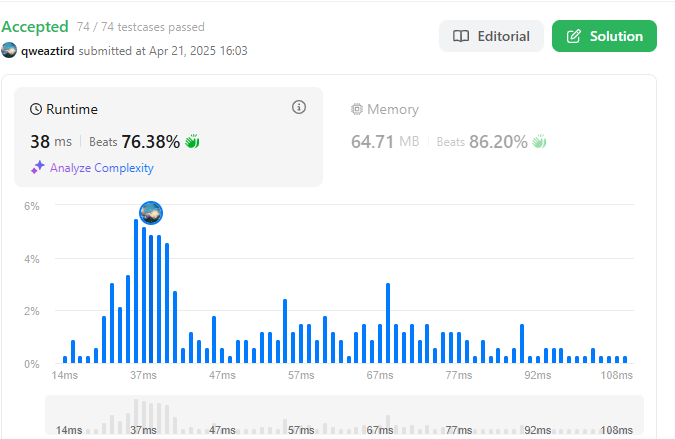 Accepted 74 / 74 testcases passed
qweaztird submitted at Apr 21, 2025 16:03
Editorial
Solution
Runtime
38 ms Beats 76.38%
Analyze Complexity
Memory
64.71 MB Beats 86.20%
6%
4%
2%
0%
14ms 37ms 47ms 57ms 67ms 77ms 92ms 108ms
14ms 37ms 47ms 57ms 67ms 77ms 92ms 108ms